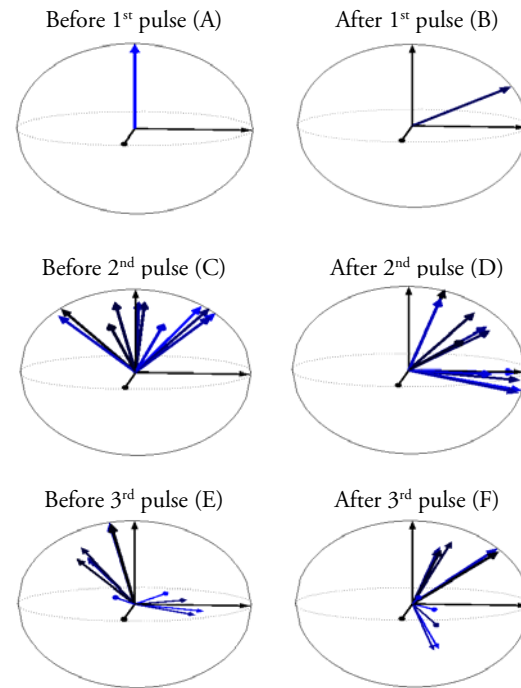 Before 1st pulse (A)
After 1st pulse (B)
Before 2nd pulse (C)
After 2nd pulse (D)
Before 3rd pulse (E)
After 3rd pulse (F)